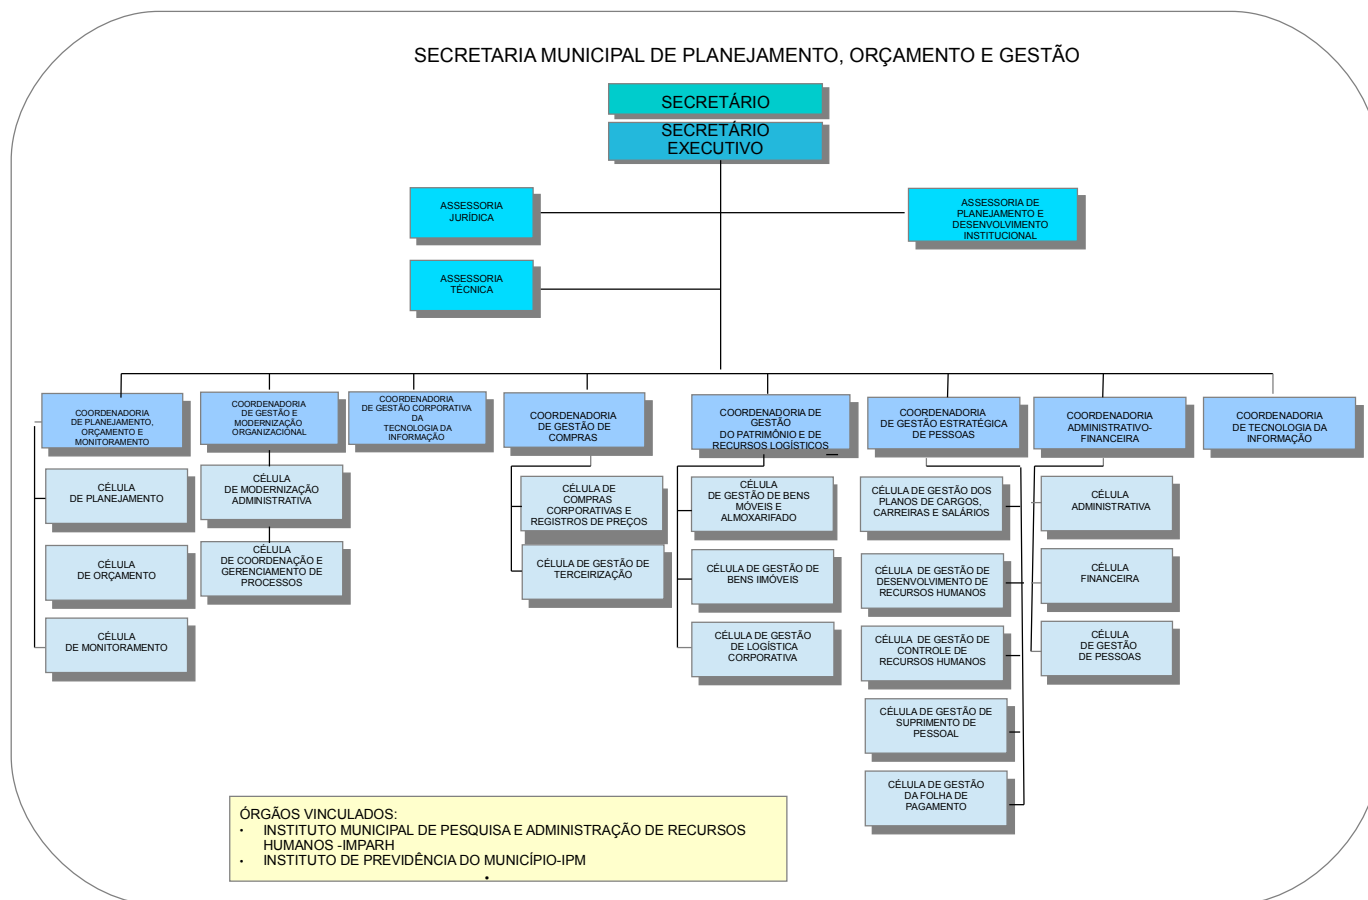 SECRETARIA MUNICIPAL DE PLANEJAMENTO, ORÇAMENTO E GESTÃO
SECRETÁRIO
SECRETÁRIO
EXECUTIVO
ASSESSORIA
JURÍDICA
ASSESSORIA DE
PLANEJAMENTO E
DESENVOLVIMENTO
INSTITUCIONAL
ASSESSORIA
TÉCNICA
COORDENADORIA
DE PLANEJAMENTO,
ORÇAMENTO E
MONITORAMENTO
COORDENADORIA
DE GESTÃO E
MODERNIZAÇÃO
ORGANIZACIONAL
COORDENADORIA
DE GESTÃO CORPORATIVA
DA
TECNOLOGIA DA
INFORMAÇÃO
COORDENADORIA
DE GESTÃO DE
COMPRAS
COORDENADORIA DE
GESTÃO
DO PATRIMÔNIO E DE
RECURSOS LOGÍSTICOS
COORDENADORIA
DE GESTÃO ESTRATÉGICA
DE PESSOAS
COORDENADORIA
ADMINISTRATIVO-
FINANCEIRA
COORDENADORIA
DE TECNOLOGIA DA
INFORMAÇÃO
CÉLULA
DE PLANEJAMENTO
CÉLULA
DE ORÇAMENTO
CÉLULA
DE MONITORAMENTO
CÉLULA
DE MODERNIZAÇÃO
ADMINISTRATIVA
CÉLULA
DE COORDENAÇÃO E
GERENCIAMENTO DE
PROCESSOS
CÉLULA DE
COMPRAS
CORPORATIVAS E
REGISTROS DE PREÇOS
CÉLULA DE GESTÃO DE
TERCEIRIZAÇÃO
CÉLULA
DE GESTÃO DE BENS
MÓVEIS E
ALMOXARIFADO
CÉLULA DE GESTÃO DE
BENS IMÓVEIS
CÉLULA DE GESTÃO
DE LOGÍSTICA
CORPORATIVA
CÉLULA DE GESTÃO DOS
PLANOS DE CARGOS,
CARREIRAS E SALÁRIOS
CÉLULA DE GESTÃO DE
DESENVOLVIMENTO DE
RECURSOS HUMANOS
CÉLULA DE GESTÃO DE
CONTROLE DE
RECURSOS HUMANOS
CÉLULA DE GESTÃO DE
SUPRIMENTO DE
PESSOAL
CÉLULA DE GESTÃO
DA FOLHA DE
PAGAMENTO
CÉLULA
ADMINISTRATIVA
CÉLULA
FINANCEIRA
CÉLULA
DE GESTÃO
DE PESSOAS
ÓRGÃOS VINCULADOS:
• INSTITUTO MUNICIPAL DE PESQUISA E ADMINISTRAÇÃO DE RECURSOS
HUMANOS -IMPARH
• INSTITUTO DE PREVIDÊNCIA DO MUNICÍPIO-IPM
•